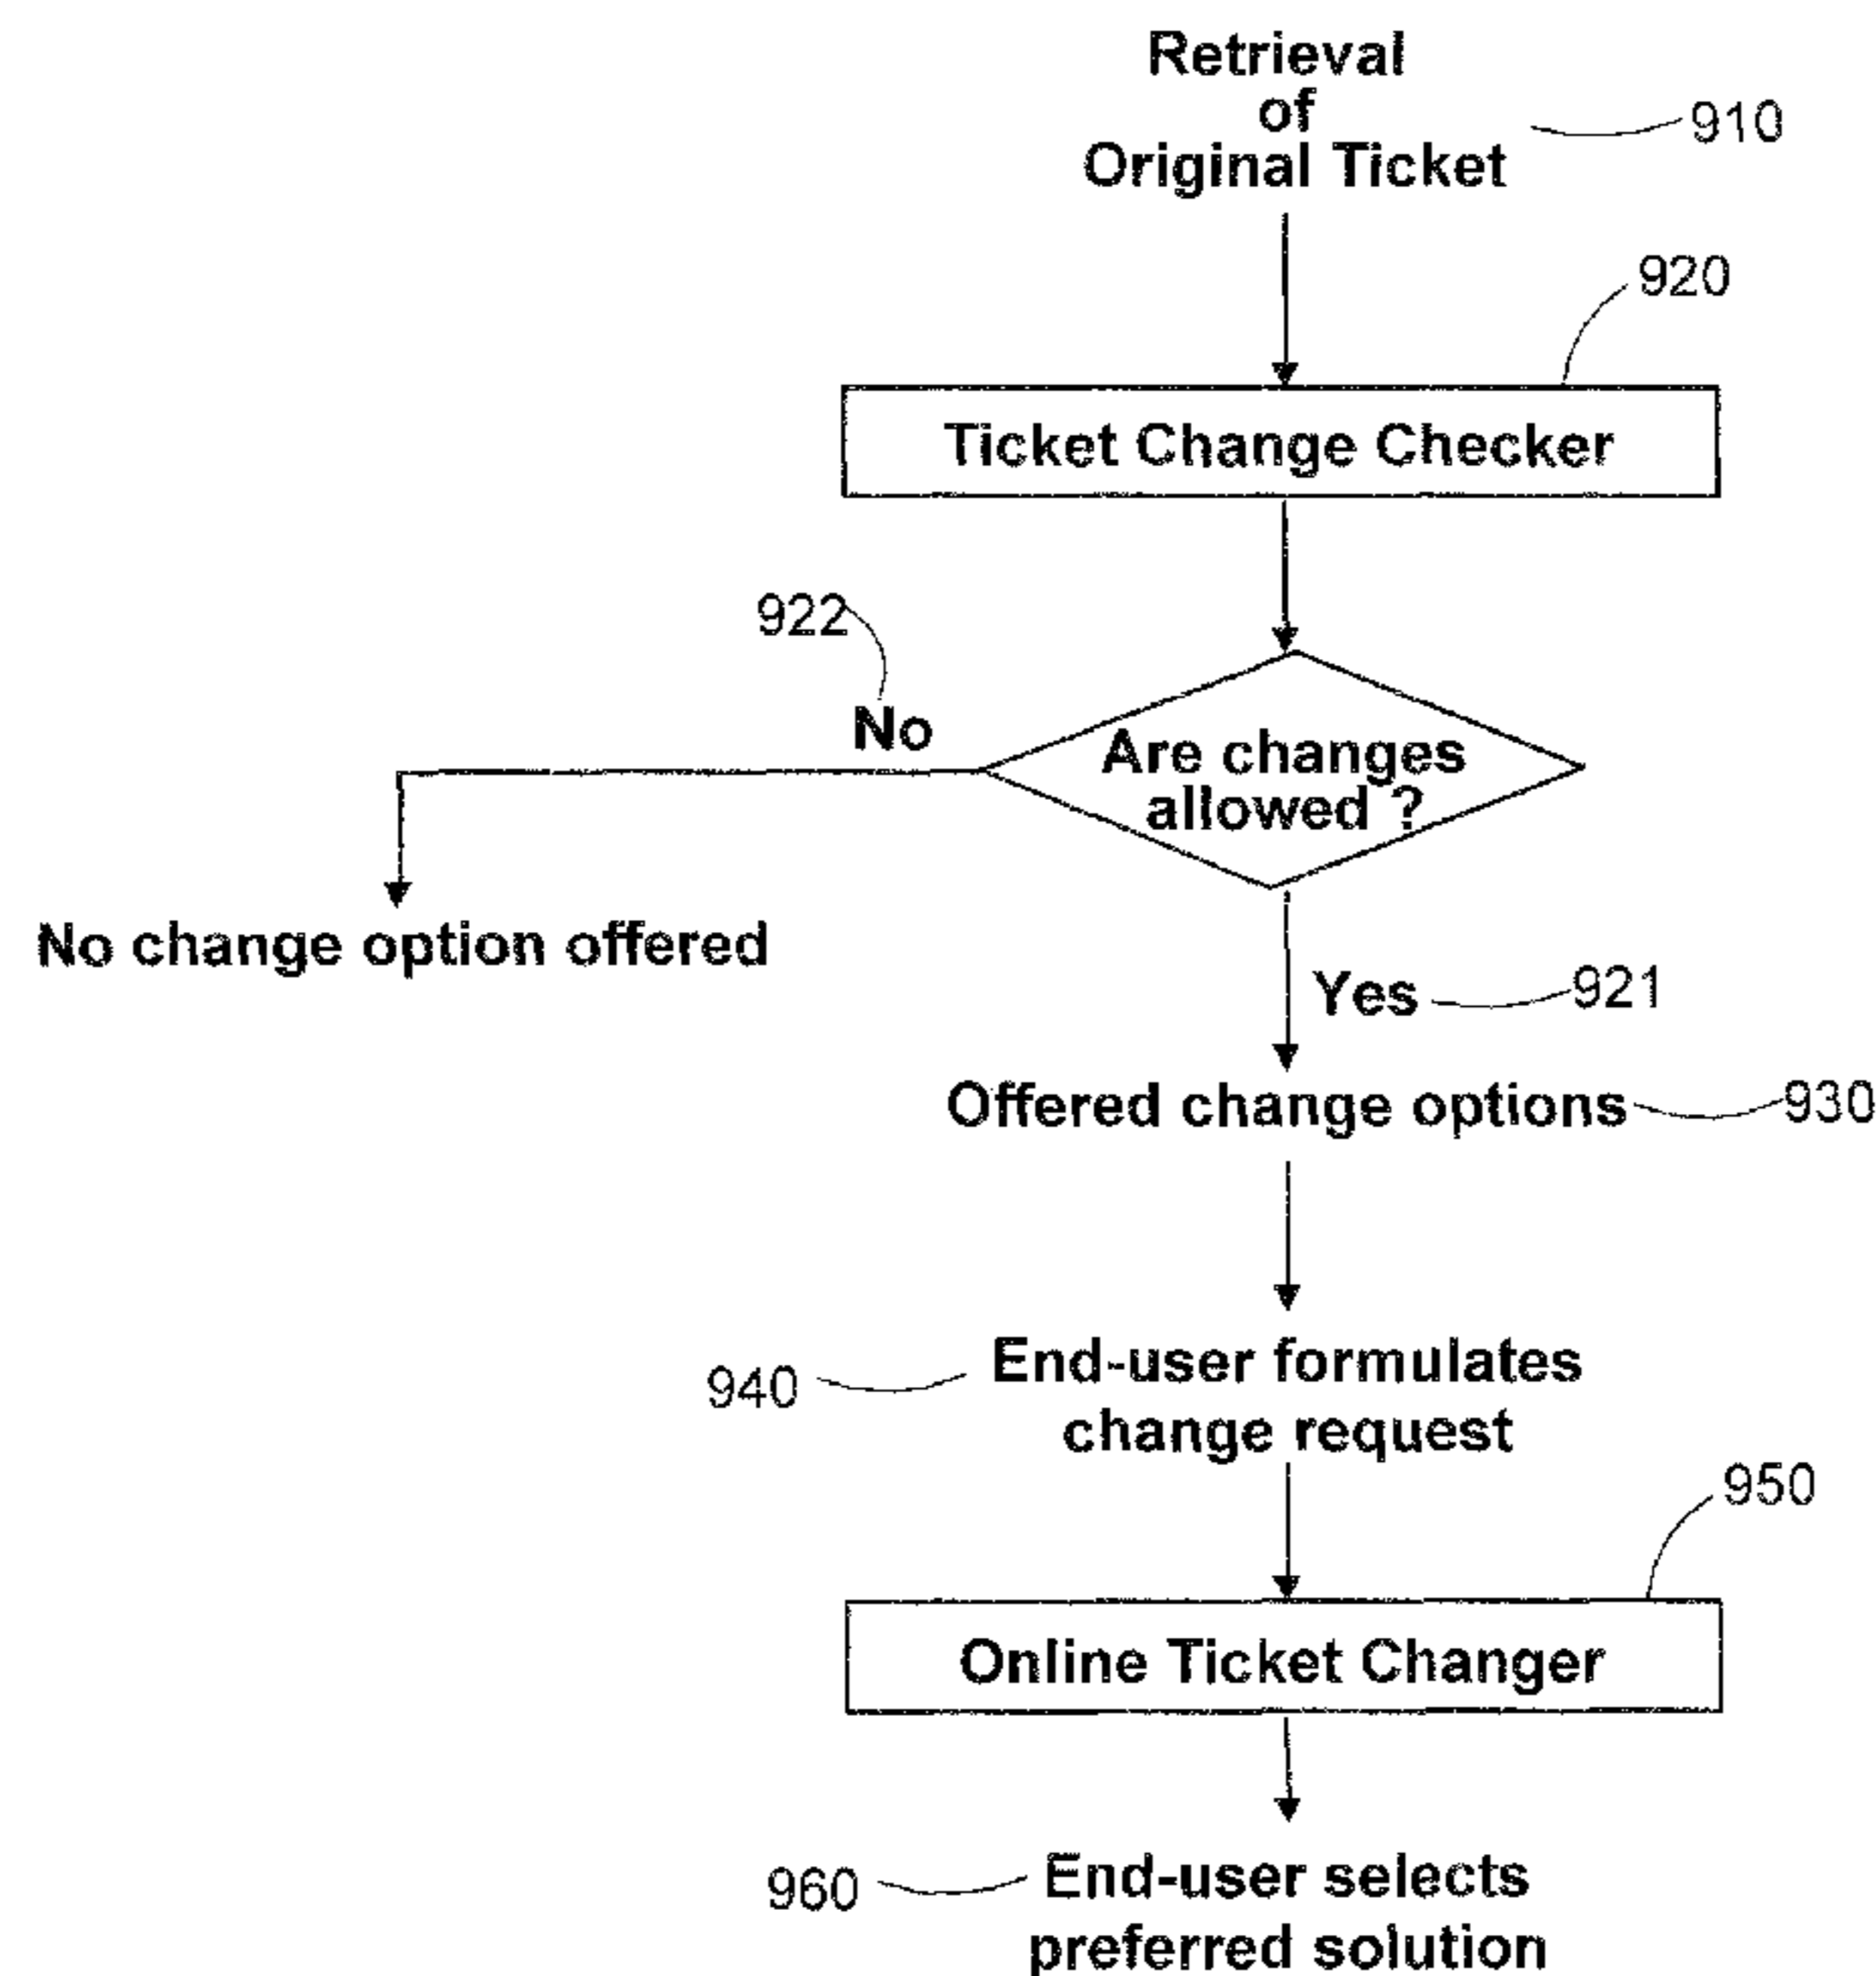 Retrieval
of
Original Ticket
910
920
Ticket Change Checker
922
No
Are changes
allowed ?
No change option offered
Yes
921
Offered change options
930
940
End-user formulates
change request
950
Online Ticket Changer
960
End-user selects
preferred solution